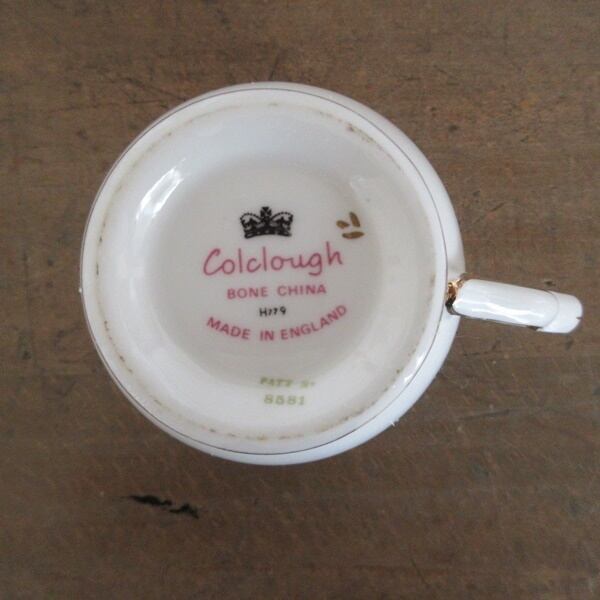 Colclough
BONE CHINA
H779
MADE IN ENGLAND
PATT Nº
8581